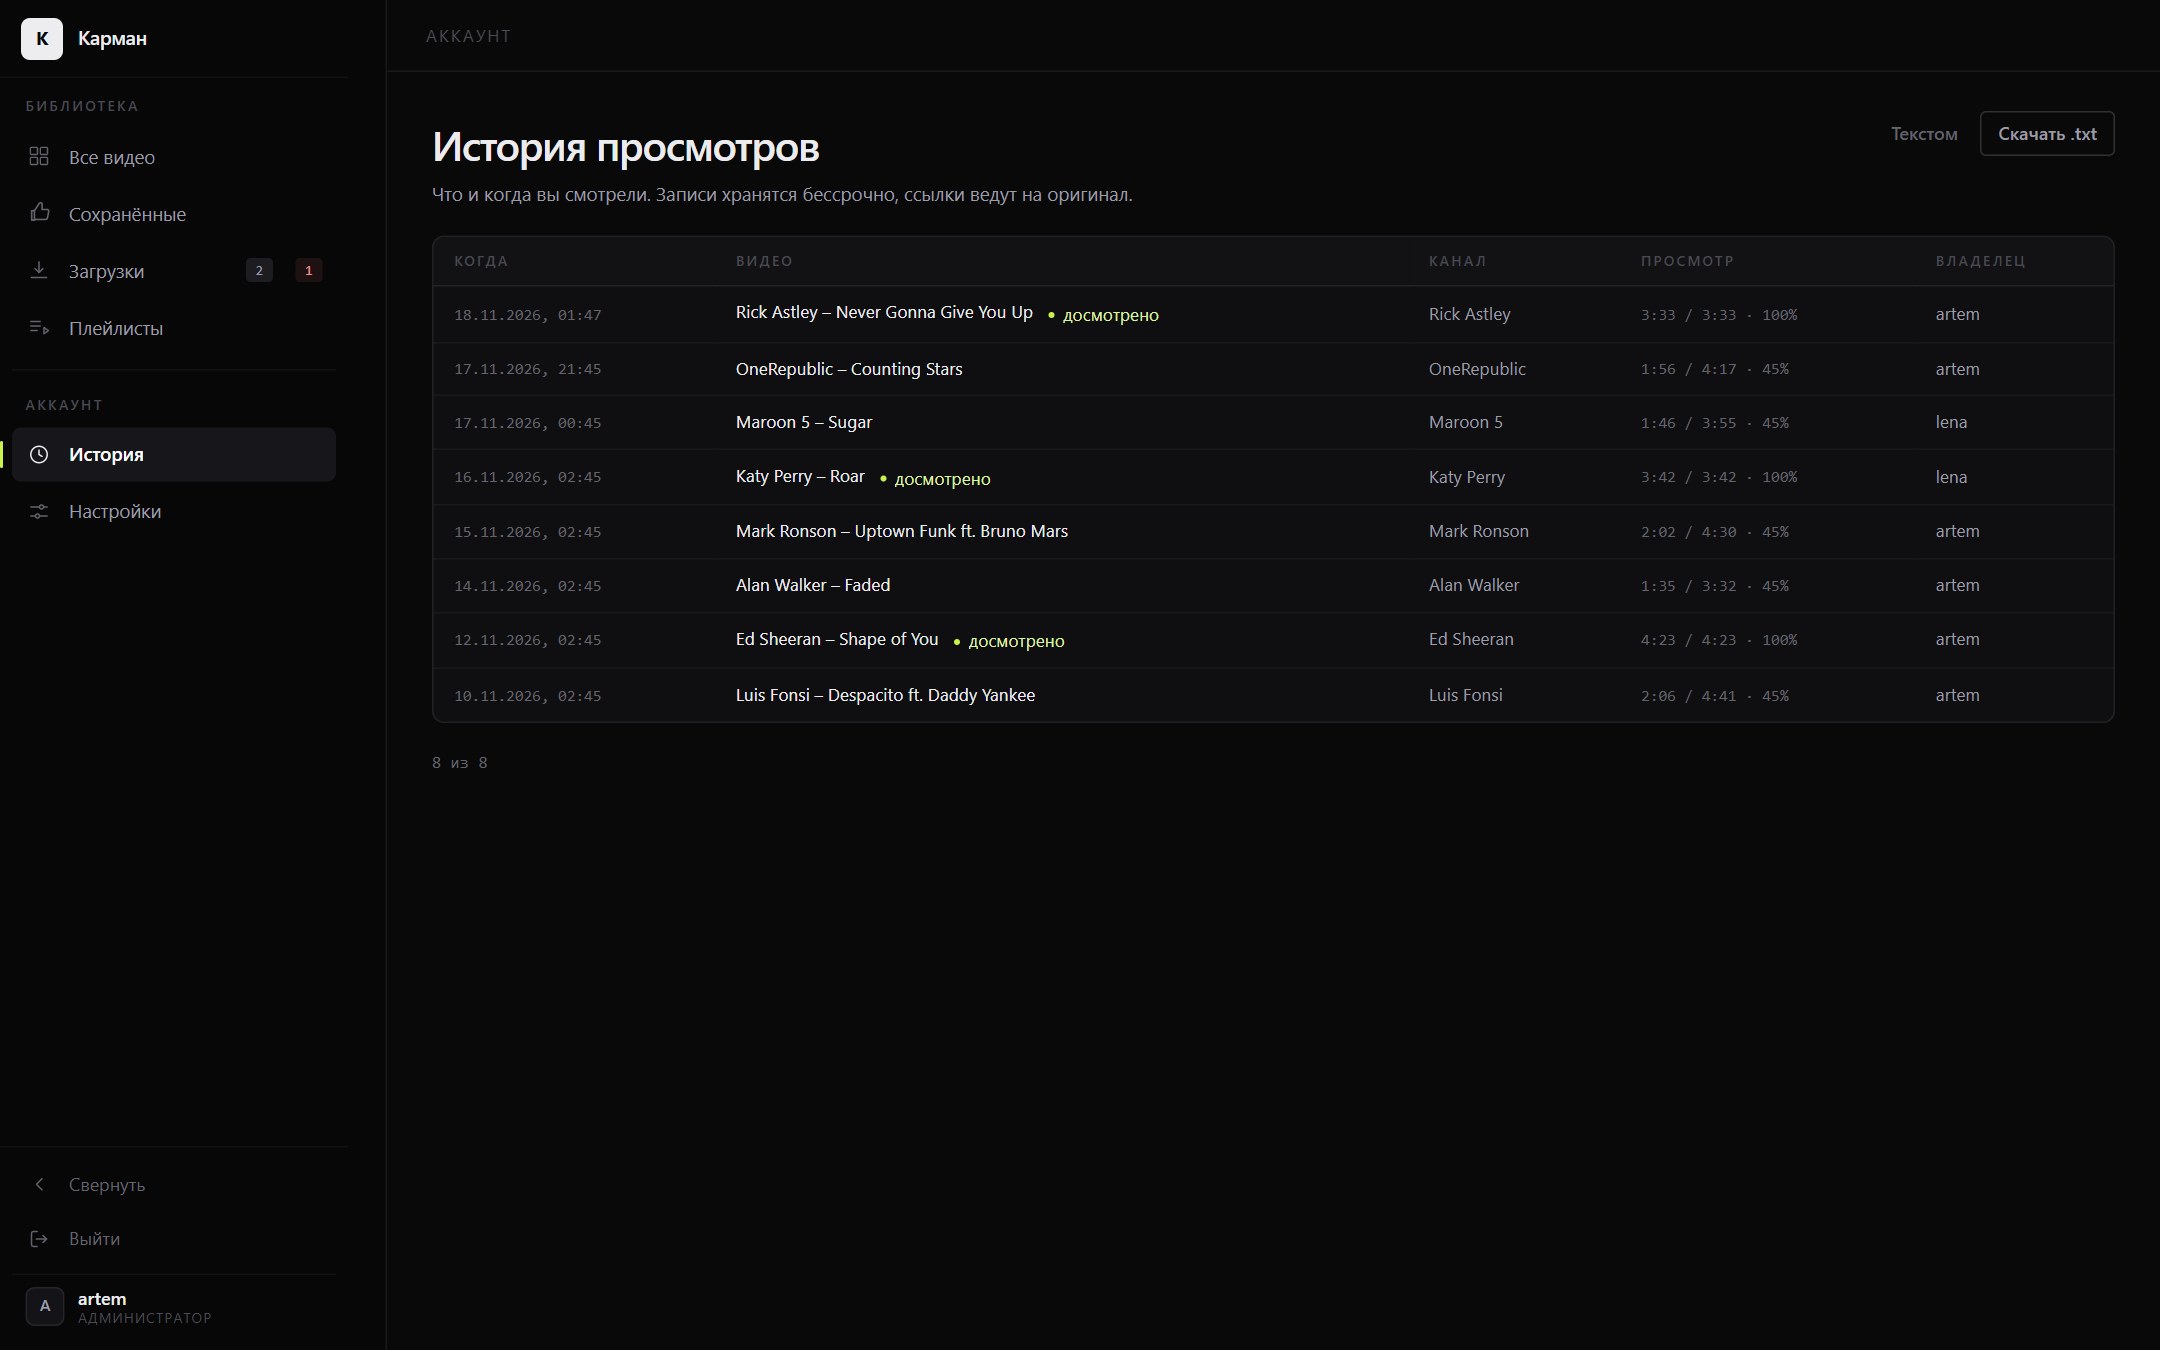 К Карман
БИБЛИОТЕКА
Все видео
Сохранённые
Загрузки 2 1
Плейлисты
АККАУНТ
История
Настройки
Свернуть
Выйти
A artem
АДМИНИСТРАТОР
АККАУНТ
История просмотров
Текстом Скачать .txt
Что и когда вы смотрели. Записи хранятся бессрочно, ссылки ведут на оригинал.
КОГДА ВИДЕО КАНАЛ ПРОСМОТР ВЛАДЕЛЕЦ
18.11.2026, 01:47 Rick Astley – Never Gonna Give You Up • досмотрено Rick Astley 3:33 / 3:33 · 100% artem
17.11.2026, 21:45 OneRepublic – Counting Stars OneRepublic 1:56 / 4:17 · 45% artem
17.11.2026, 00:45 Maroon 5 – Sugar Maroon 5 1:46 / 3:55 · 45% lena
16.11.2026, 02:45 Katy Perry – Roar • досмотрено Katy Perry 3:42 / 3:42 · 100% lena
15.11.2026, 02:45 Mark Ronson – Uptown Funk ft. Bruno Mars Mark Ronson 2:02 / 4:30 · 45% artem
14.11.2026, 02:45 Alan Walker – Faded Alan Walker 1:35 / 3:32 · 45% artem
12.11.2026, 02:45 Ed Sheeran – Shape of You • досмотрено Ed Sheeran 4:23 / 4:23 · 100% artem
10.11.2026, 02:45 Luis Fonsi – Despacito ft. Daddy Yankee Luis Fonsi 2:06 / 4:41 · 45% artem
8 из 8